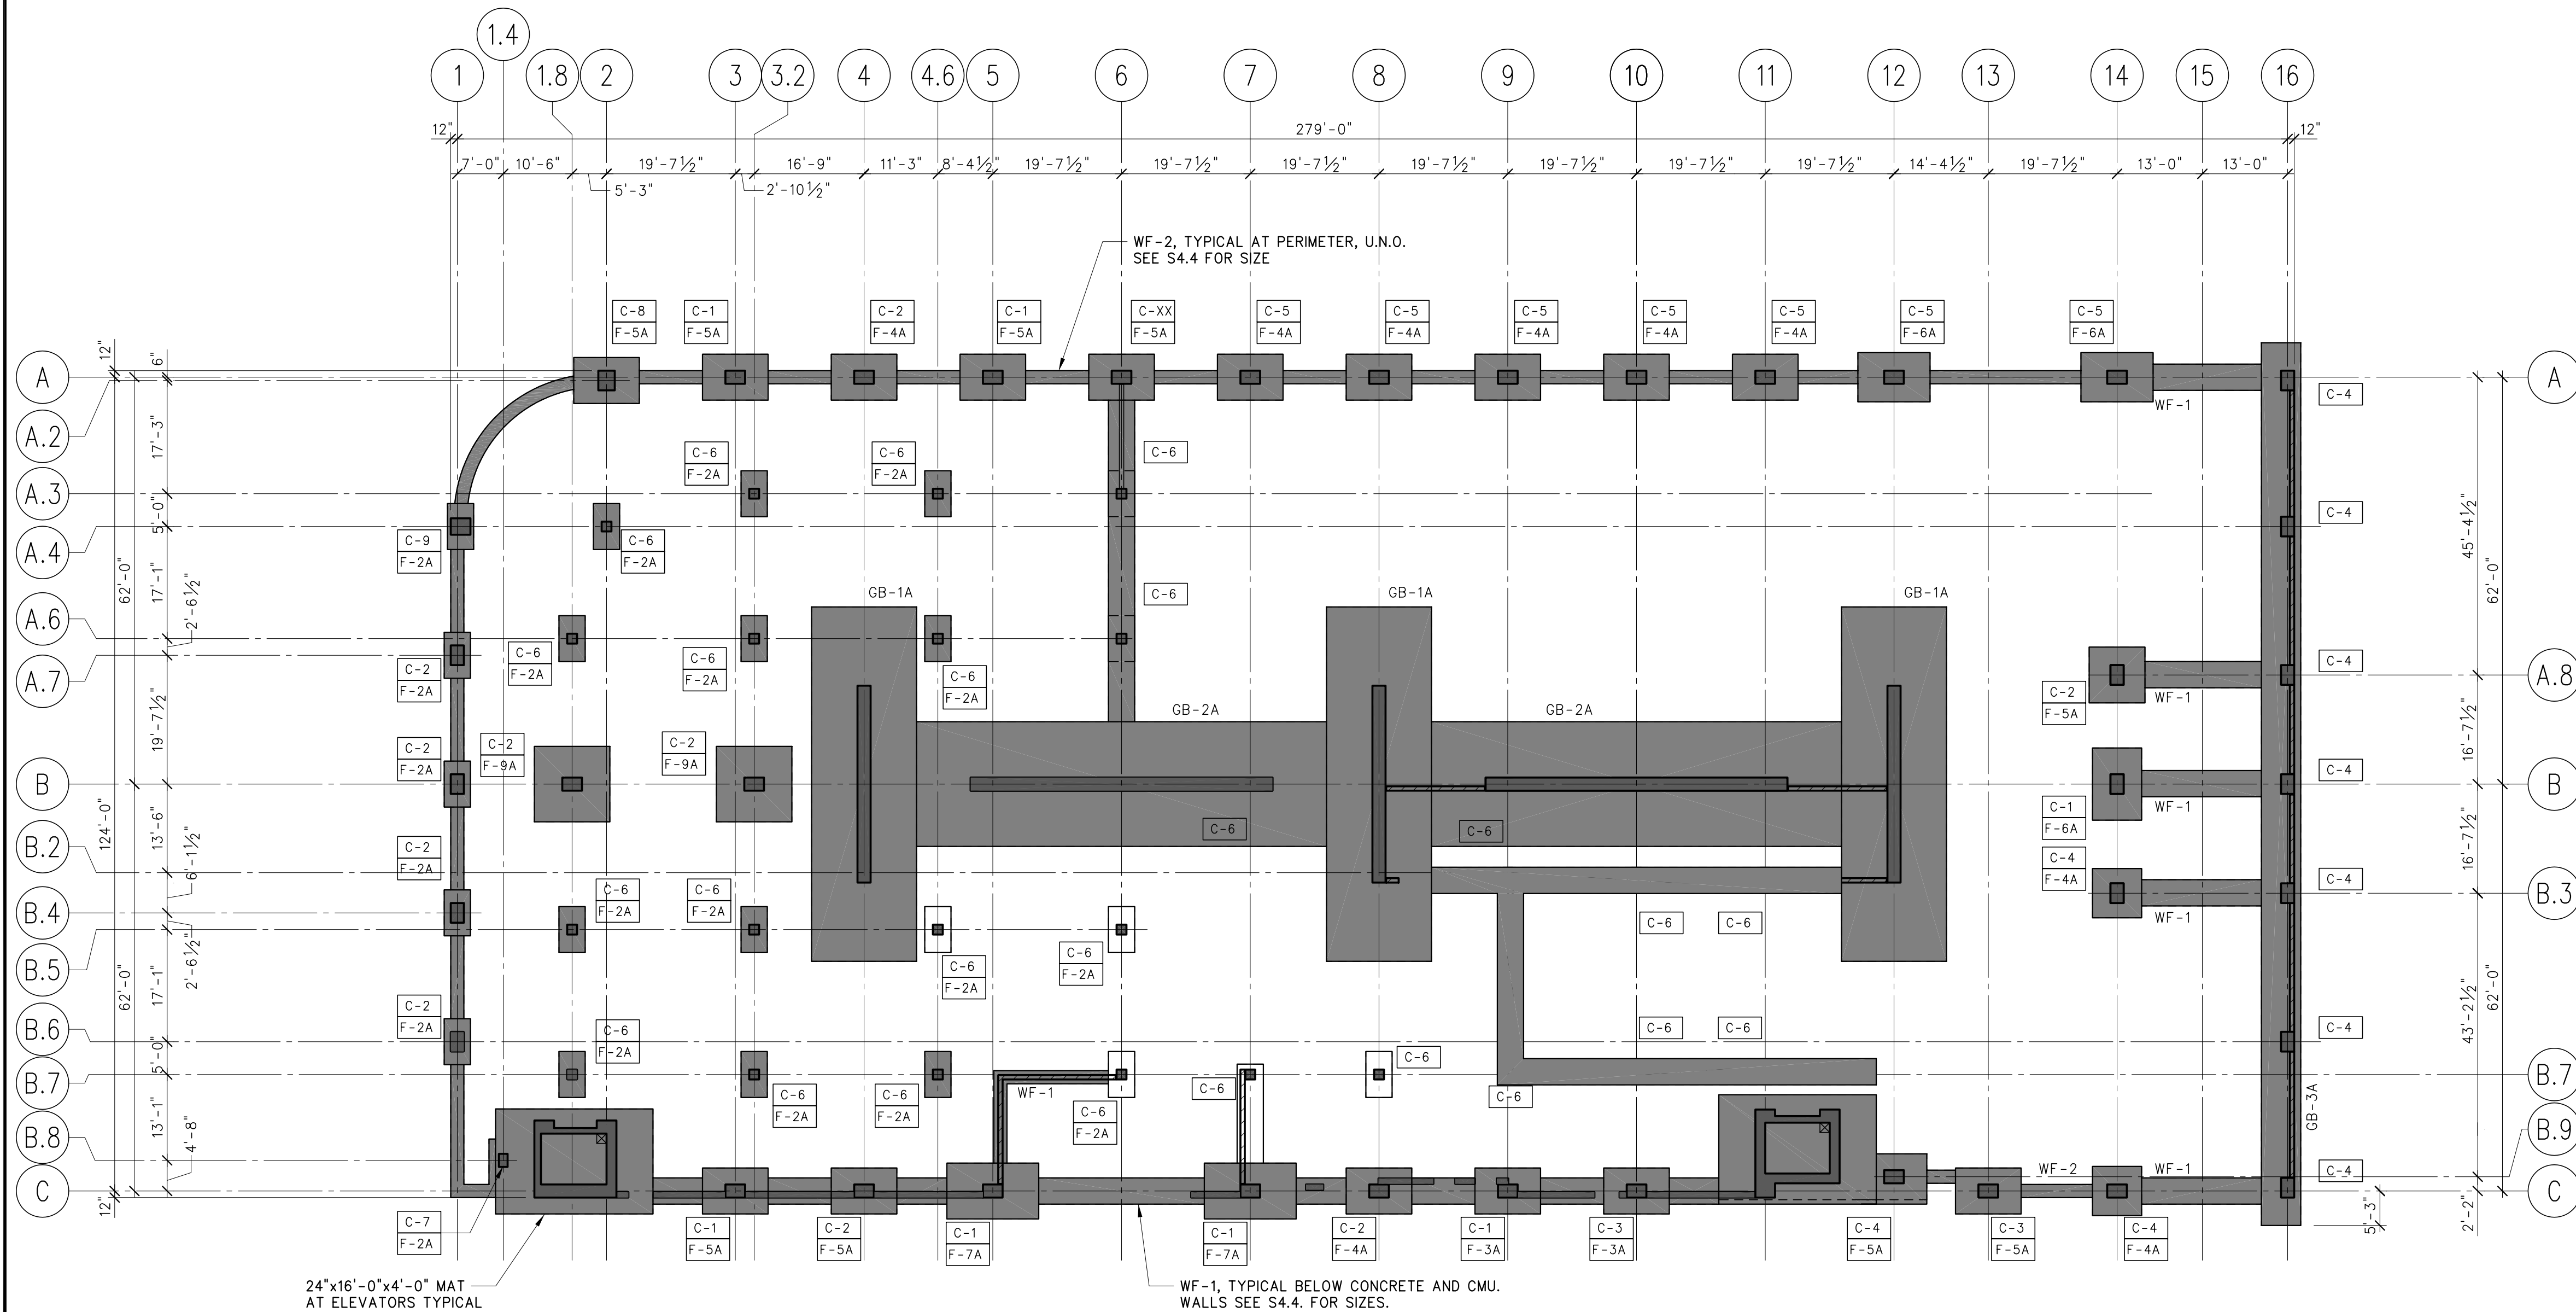 1.4
1
1.8
2
3
3.2
4
4.6
5
6
7
8
9
10
11
12
13
14
15
16
12"
279'-0"
12"
7'-0"
10'-6"
19'-7½"
16'-9"
11'-3"
8'-4½"
19'-7½"
19'-7½"
19'-7½"
19'-7½"
19'-7½"
19'-7½"
19'-7½"
14'-4½"
19'-7½"
13'-0"
13'-0"
5'-3"
2'-10½"
WF-2, TYPICAL AT PERIMETER, U.N.O.
SEE S4.4 FOR SIZE
C-8
F-5A
C-1
F-5A
C-2
F-4A
C-1
F-5A
C-XX
F-5A
C-5
F-4A
C-5
F-4A
C-5
F-4A
C-5
F-4A
C-5
F-4A
C-5
F-6A
C-5
F-6A
A
A.2
A.3
A.4
A.6
A.7
B
B.2
B.4
B.5
B.6
B.7
B.8
C
12"
6"
17'-3"
5'-0"
17'-1"
2'-6½"
62'-0"
19'-7½"
124'-0"
13'-6"
6'-1½"
2'-6½"
17'-1"
62'-0"
5'-0"
13'-1"
4'-8"
12"
WF-1
C-4
C-6
F-2A
C-6
F-2A
C-6
C-9
F-2A
C-6
F-2A
C-4
GB-1A
GB-1A
GB-1A
C-6
C-2
F-2A
C-6
F-2A
C-6
F-2A
C-6
F-2A
C-2
F-5A
WF-1
C-4
GB-2A
GB-2A
C-2
F-2A
C-2
F-9A
C-2
F-9A
C-6
C-6
C-1
F-6A
WF-1
C-4
C-2
F-2A
C-6
F-2A
C-6
F-2A
C-6
F-2A
C-6
F-2A
C-6
C-6
C-4
F-4A
WF-1
C-4
C-2
F-2A
C-6
F-2A
C-6
C-6
C-6
C-4
C-6
F-2A
C-6
F-2A
WF-1
C-6
F-2A
C-6
C-6
GB-3A
WF-2
WF-1
C-4
C-7
F-2A
C-1
F-5A
C-2
F-5A
C-1
F-7A
C-1
F-7A
C-2
F-4A
C-1
F-3A
C-3
F-3A
C-4
F-5A
C-3
F-5A
C-4
F-4A
24"x16'-0"x4'-0" MAT
AT ELEVATORS TYPICAL
WF-1, TYPICAL BELOW CONCRETE AND CMU.
WALLS SEE S4.4. FOR SIZES.
45'-4½"
62'-0"
16'-7½"
16'-7½"
43'-2½"
62'-0"
2'-2"
5'-3"
A
A.8
B
B.3
B.7
B.9
C